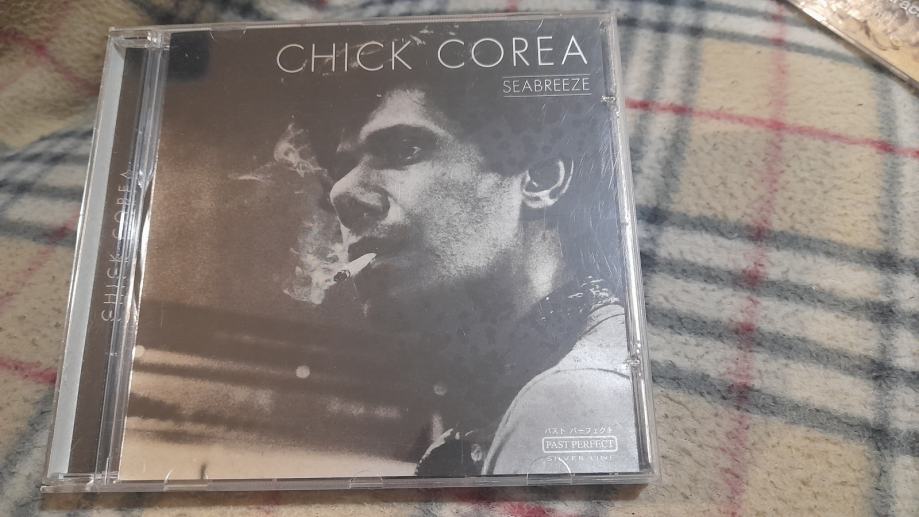 CHICK COREA
SEABREEZE
CHICK COREA
パスト パーフェクト
PAST PERFECT
SILVER LINE